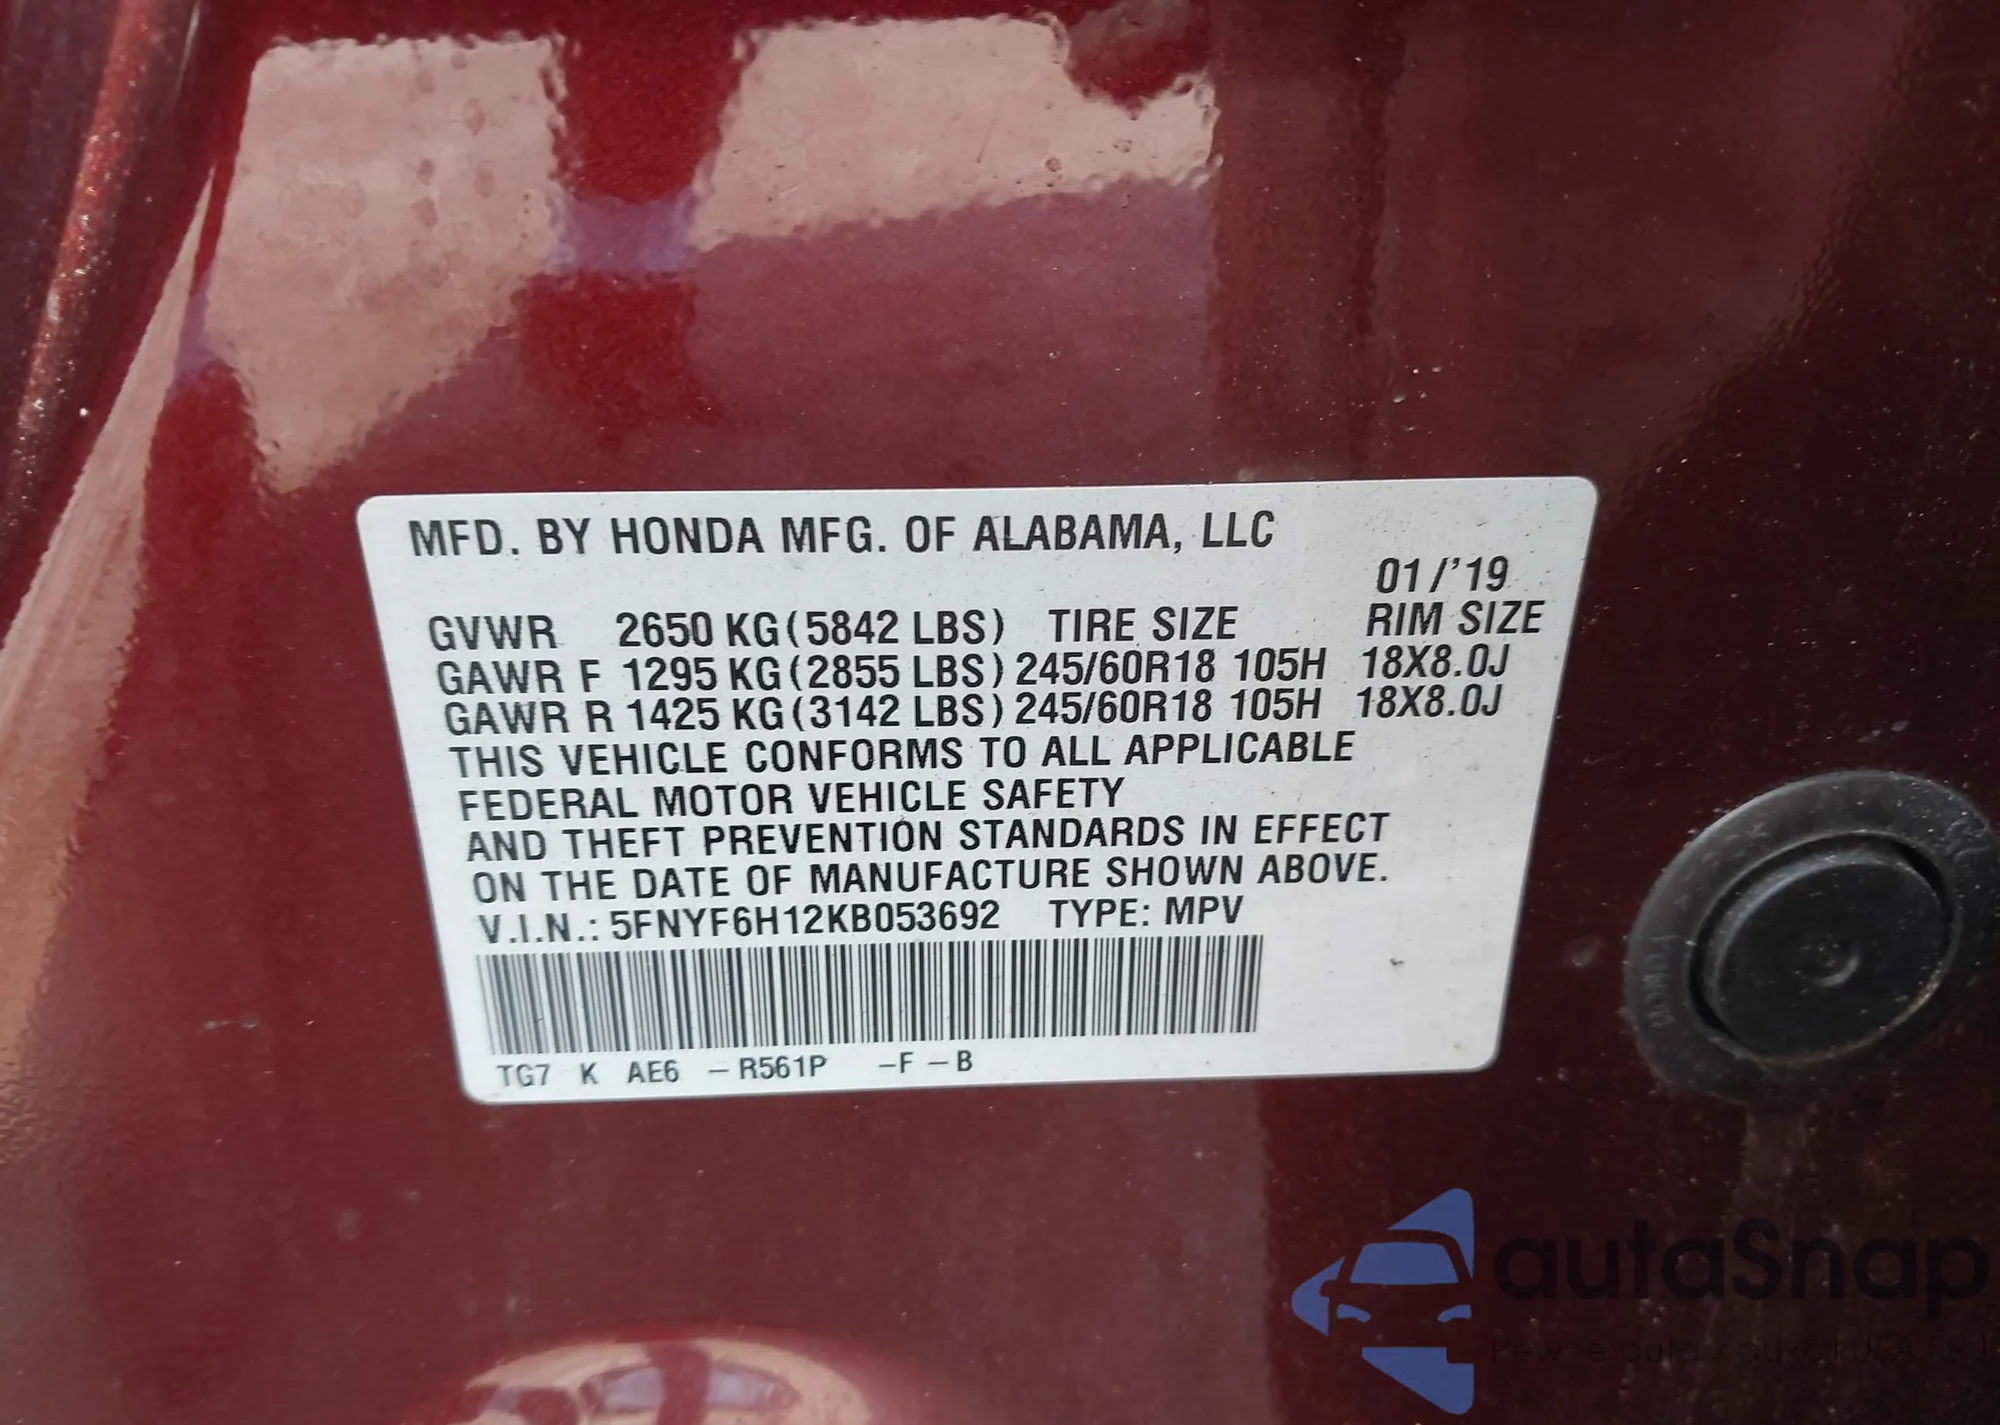 MFD. BY HONDA MFG. OF ALABAMA, LLC
01/'19
GVWR 2650 KG(5842 LBS) TIRE SIZE RIM SIZE
GAWR F 1295 KG(2855 LBS) 245/60R18 105H 18X8.0J
GAWR R 1425 KG(3142 LBS) 245/60R18 105H 18X8.0J
THIS VEHICLE CONFORMS TO ALL APPLICABLE
FEDERAL MOTOR VEHICLE SAFETY
AND THEFT PREVENTION STANDARDS IN EFFECT
ON THE DATE OF MANUFACTURE SHOWN ABOVE.
V.I.N.: 5FNYF6H12KB053692 TYPE: MPV
TG7 K AE6 – R561P –F – B
autaSnap
auta z